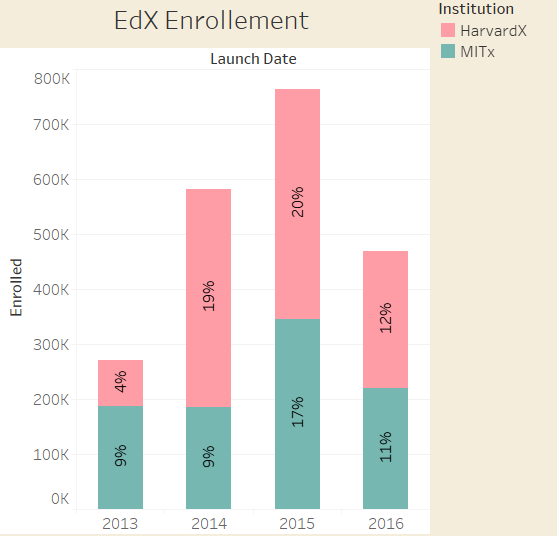 EdX Enrollement
Institution
HarvardX
MITx
Launch Date
Enrolled
800K
700K
600K
500K
400K
300K
200K
100K
0K
4%
9%
19%
9%
20%
17%
12%
11%
2013
2014
2015
2016